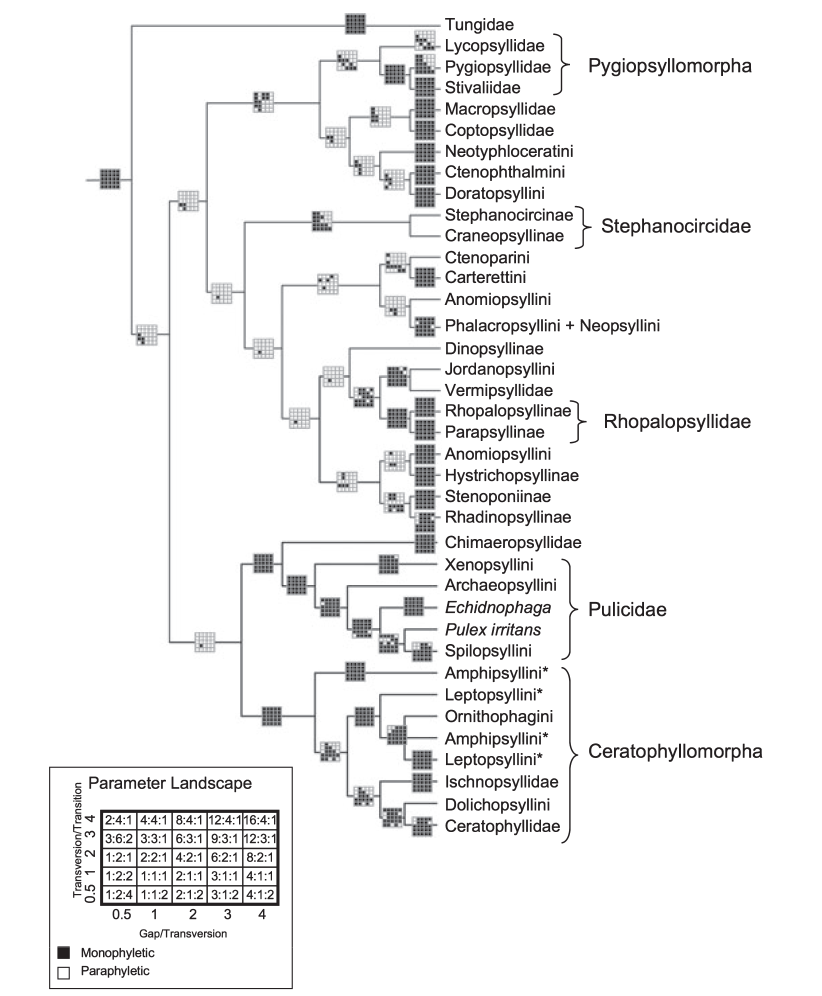 Tungidae
Lycopsyllidae
Pygiopsyllidae
Stivaliidae
Pygiopsyllomorpha
Macropsyllidae
Coptopsyllidae
Neotyphloceratini
Ctenophthalmini
Doratopsyllini
Stephanocircinae
Craneopsyllinae
Stephanocircidae
Ctenoparini
Carterettini
Anomiopsyllini
Phalacropsyllini + Neopsyllini
Dinopsyllinae
Jordanopsyllini
Vermipsyllidae
Rhopalopsyllinae
Parapsyllinae
Rhopalopsyllidae
Anomiopsyllini
Hystrichopsyllinae
Stenoponiinae
Rhadinopsyllinae
Chimaeropsyllidae
Xenopsyllini
Archaeopsyllini
Echidnophaga
Pulex irritans
Spilopsyllini
Pulicidae
Amphipsyllini*
Leptopsyllini*
Ornithophagini
Amphipsyllini*
Leptopsyllini*
Ischnopsyllidae
Dolichopsyllini
Ceratophyllidae
Ceratophyllomorpha
Parameter Landscape
Transversion/Transition
4 2:4:1 4:4:1 8:4:1 12:4:1 16:4:1
3 3:6:2 3:3:1 6:3:1 9:3:1 12:3:1
2 1:2:1 2:2:1 4:2:1 6:2:1 8:2:1
1 1:2:2 1:1:1 2:1:1 3:1:1 4:1:1
0.5 1:2:4 1:1:2 2:1:2 3:1:2 4:1:2
0.5 1 2 3 4
Gap/Transversion
Monophyletic
Paraphyletic